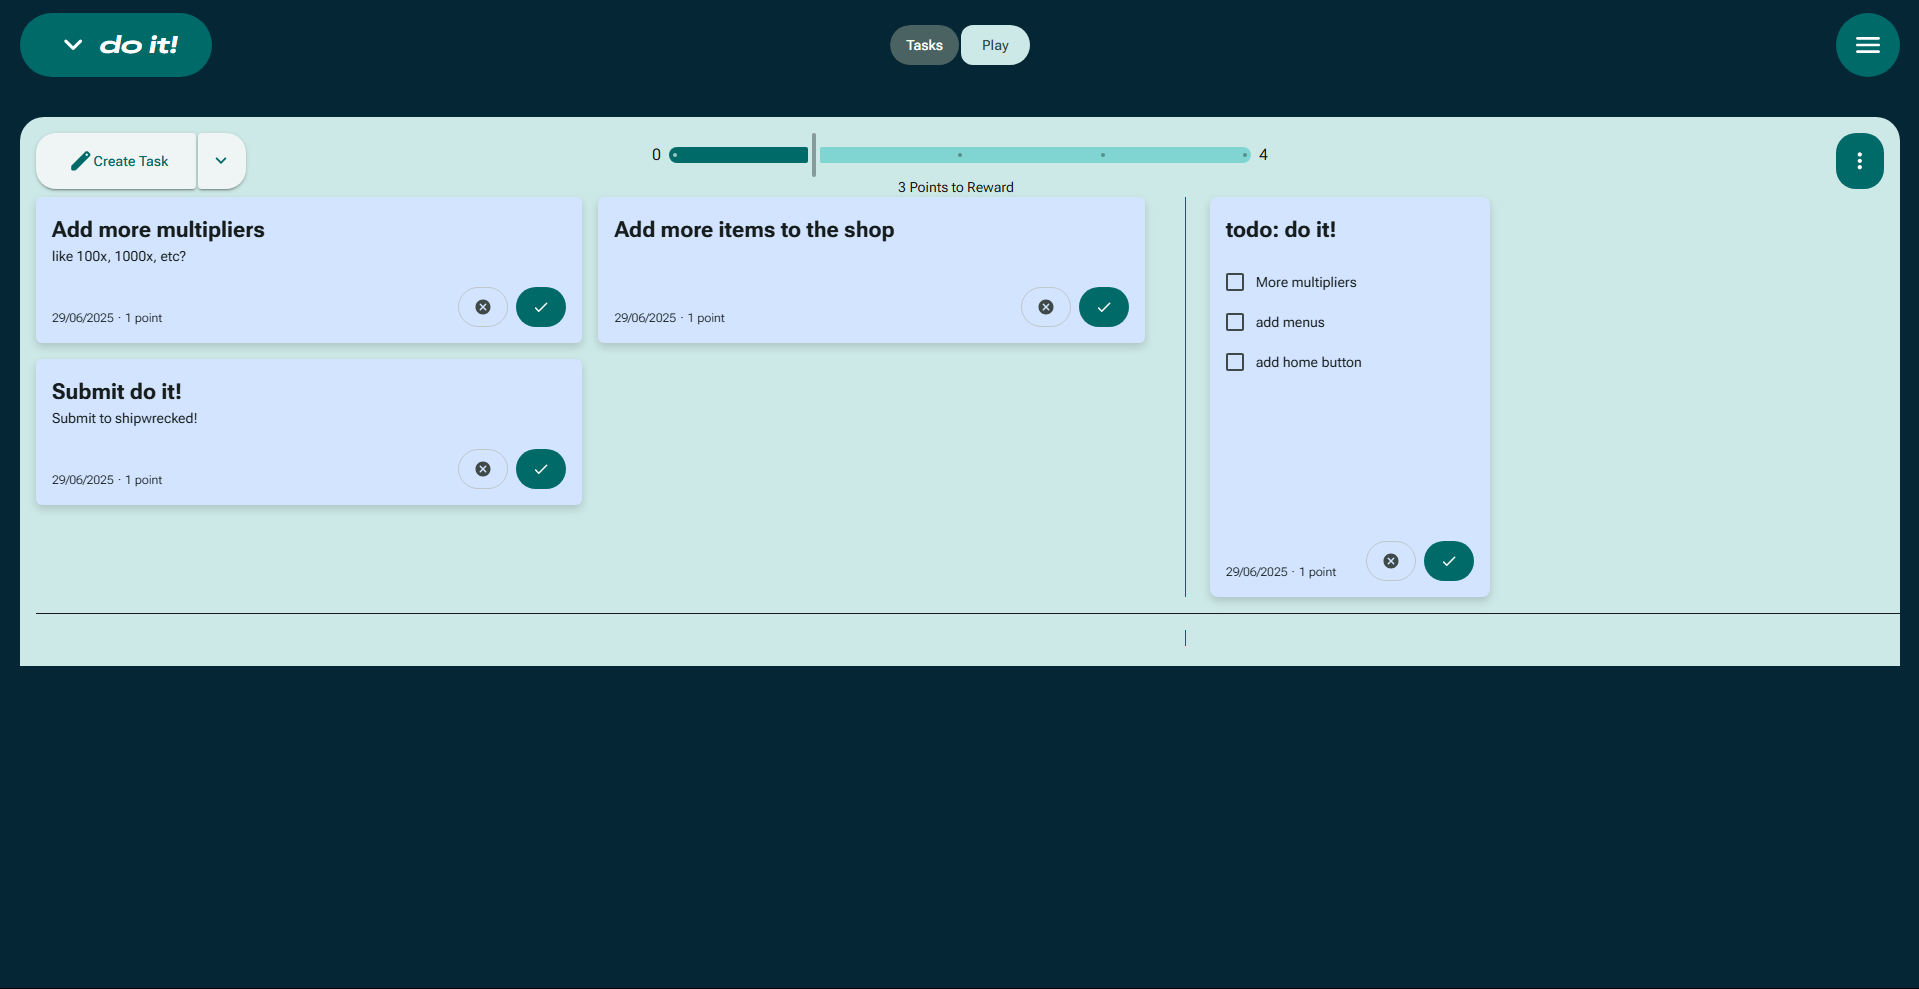 do it!
Tasks
Play
Create Task
0
4
3 Points to Reward
Add more multipliers
like 100x, 1000x, etc?
29/06/2025 · 1 point
Add more items to the shop
29/06/2025 · 1 point
Submit do it!
Submit to shipwrecked!
29/06/2025 · 1 point
todo: do it!
More multipliers
add menus
add home button
29/06/2025 · 1 point